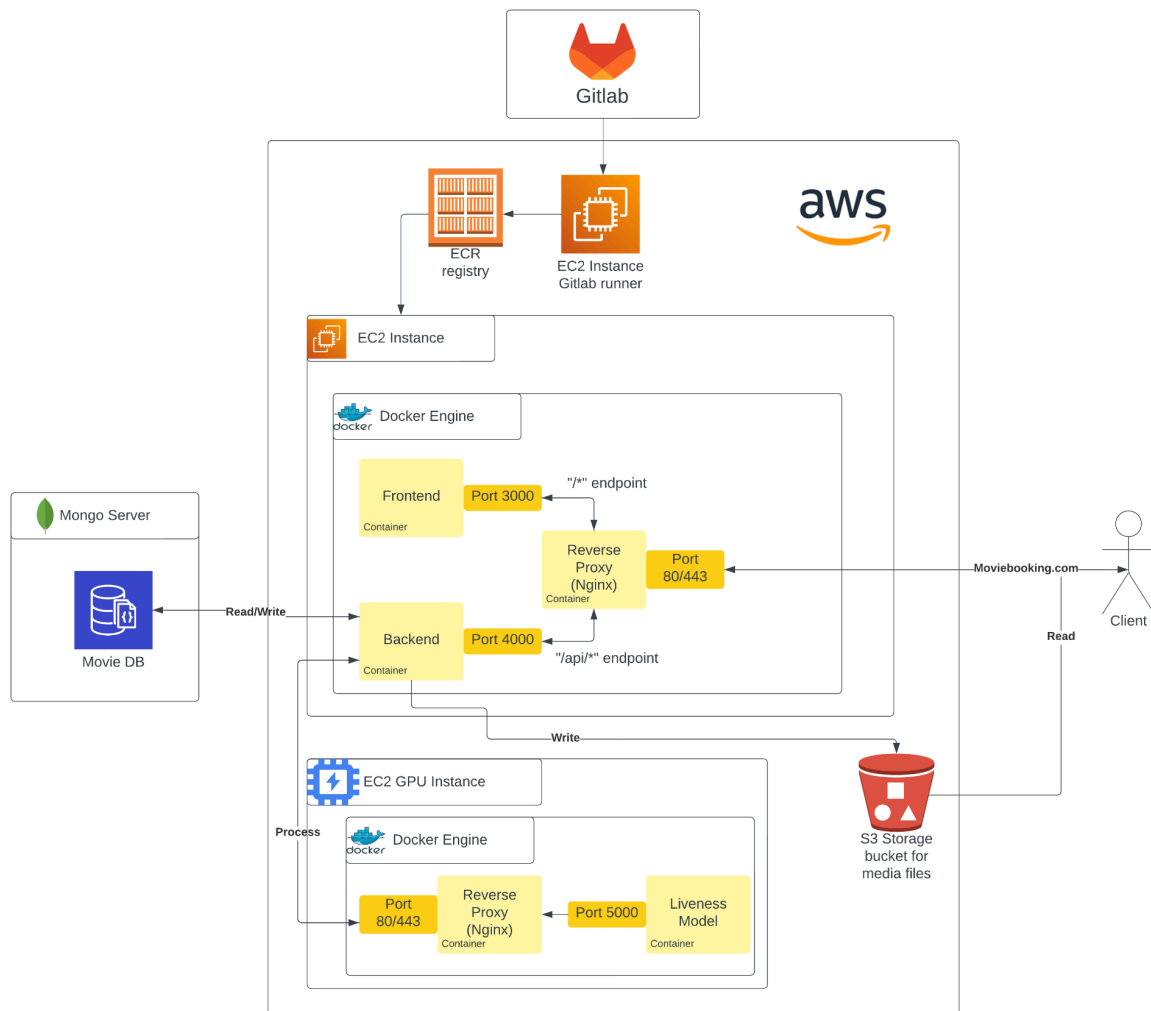 Gitlab
aws
ECR
registry
EC2 Instance
Gitlab runner
EC2 Instance
docker
Docker Engine
Frontend
Container
Port 3000
"/*" endpoint
Reverse
Proxy
(Nginx)
Container
Port
80/443
Moviebooking.com
Client
Read
Mongo Server
Movie DB
Read/Write
Backend
Container
Port 4000
"/api/*" endpoint
Write
S3 Storage
bucket for
media files
EC2 GPU Instance
Process
docker
Docker Engine
Port
80/443
Reverse
Proxy
(Nginx)
Container
Port 5000
Liveness
Model
Container